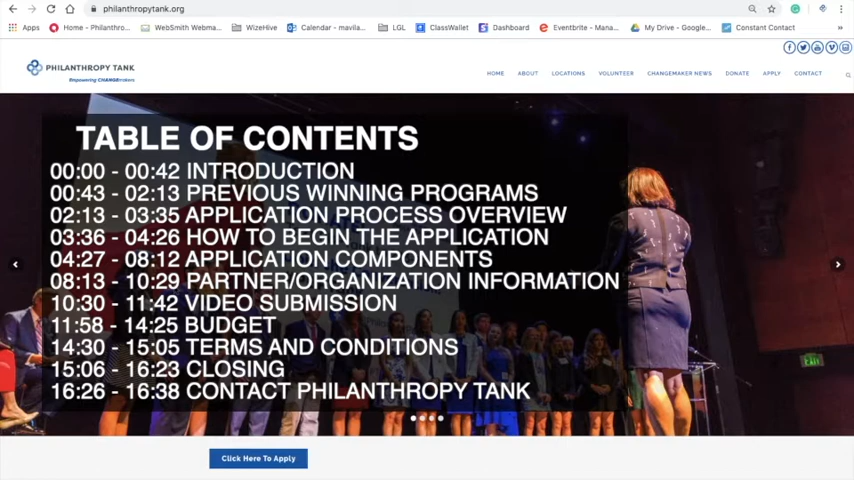 philanthropytank.org
Apps
Home - Philanthro...
WebSmith Webma...
WizeHive
Calendar - mavila...
LGL
ClassWallet
Dashboard
Eventbrite - Mana...
My Drive - Google...
Constant Contact
PHILANTHROPY TANK
Empowering CHANGEmakers
HOME
ABOUT
LOCATIONS
VOLUNTEER
CHANGEMAKER NEWS
DONATE
APPLY
CONTACT
TABLE OF CONTENTS
00:00 - 00:42 INTRODUCTION
00:43 - 02:13 PREVIOUS WINNING PROGRAMS
02:13 - 03:35 APPLICATION PROCESS OVERVIEW
03:36 - 04:26 HOW TO BEGIN THE APPLICATION
04:27 - 08:12 APPLICATION COMPONENTS
08:13 - 10:29 PARTNER/ORGANIZATION INFORMATION
10:30 - 11:42 VIDEO SUBMISSION
11:58 - 14:25 BUDGET
14:30 - 15:05 TERMS AND CONDITIONS
15:06 - 16:23 CLOSING
16:26 - 16:38 CONTACT PHILANTHROPY TANK
EXIT
Click Here To Apply